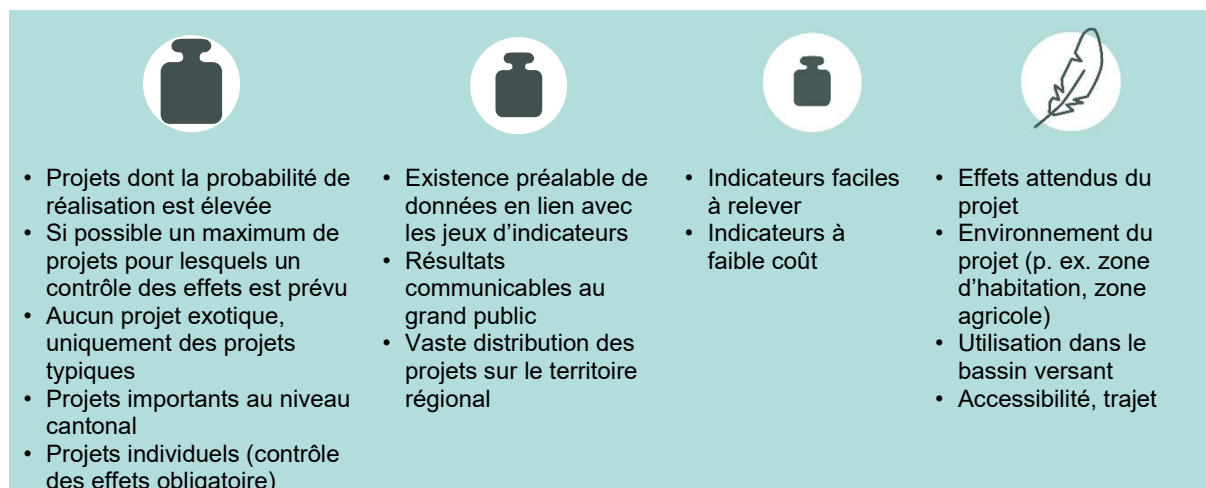 • Projets dont la probabilité de
réalisation est élevée
• Si possible un maximum de
projets pour lesquels un
contrôle des effets est prévu
• Aucun projet exotique,
uniquement des projets
typiques
• Projets importants au niveau
cantonal
• Projets individuels (contrôle
des effets obligatoire)
• Existence préalable de
données en lien avec
les jeux d'indicateurs
• Résultats
communicables au
grand public
• Vaste distribution des
projets sur le territoire
régional
• Indicateurs faciles
à relever
• Indicateurs à
faible coût
• Effets attendus du
projet
• Environnement du
projet (p. ex. zone
d'habitation, zone
agricole)
• Utilisation dans le
bassin versant
• Accessibilité, trajet